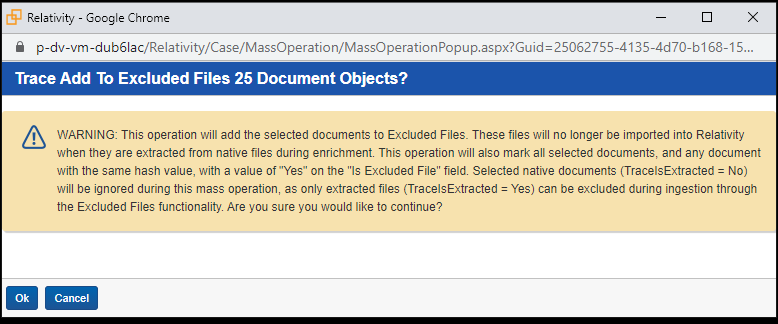 Relativity - Google Chrome
p-dv-vm-dub6lac/Relativity/Case/MassOperation/MassOperationPopup.aspx?Guid=25062755-4135-4d70-b168-15...
Trace Add To Excluded Files 25 Document Objects?
WARNING: This operation will add the selected documents to Excluded Files. These files will no longer be imported into Relativity
when they are extracted from native files during enrichment. This operation will also mark all selected documents, and any document
with the same hash value, with a value of "Yes" on the "Is Excluded File" field. Selected native documents (TraceIsExtracted = No)
will be ignored during this mass operation, as only extracted files (TraceIsExtracted = Yes) can be excluded during ingestion through
the Excluded Files functionality. Are you sure you would like to continue?
Ok Cancel